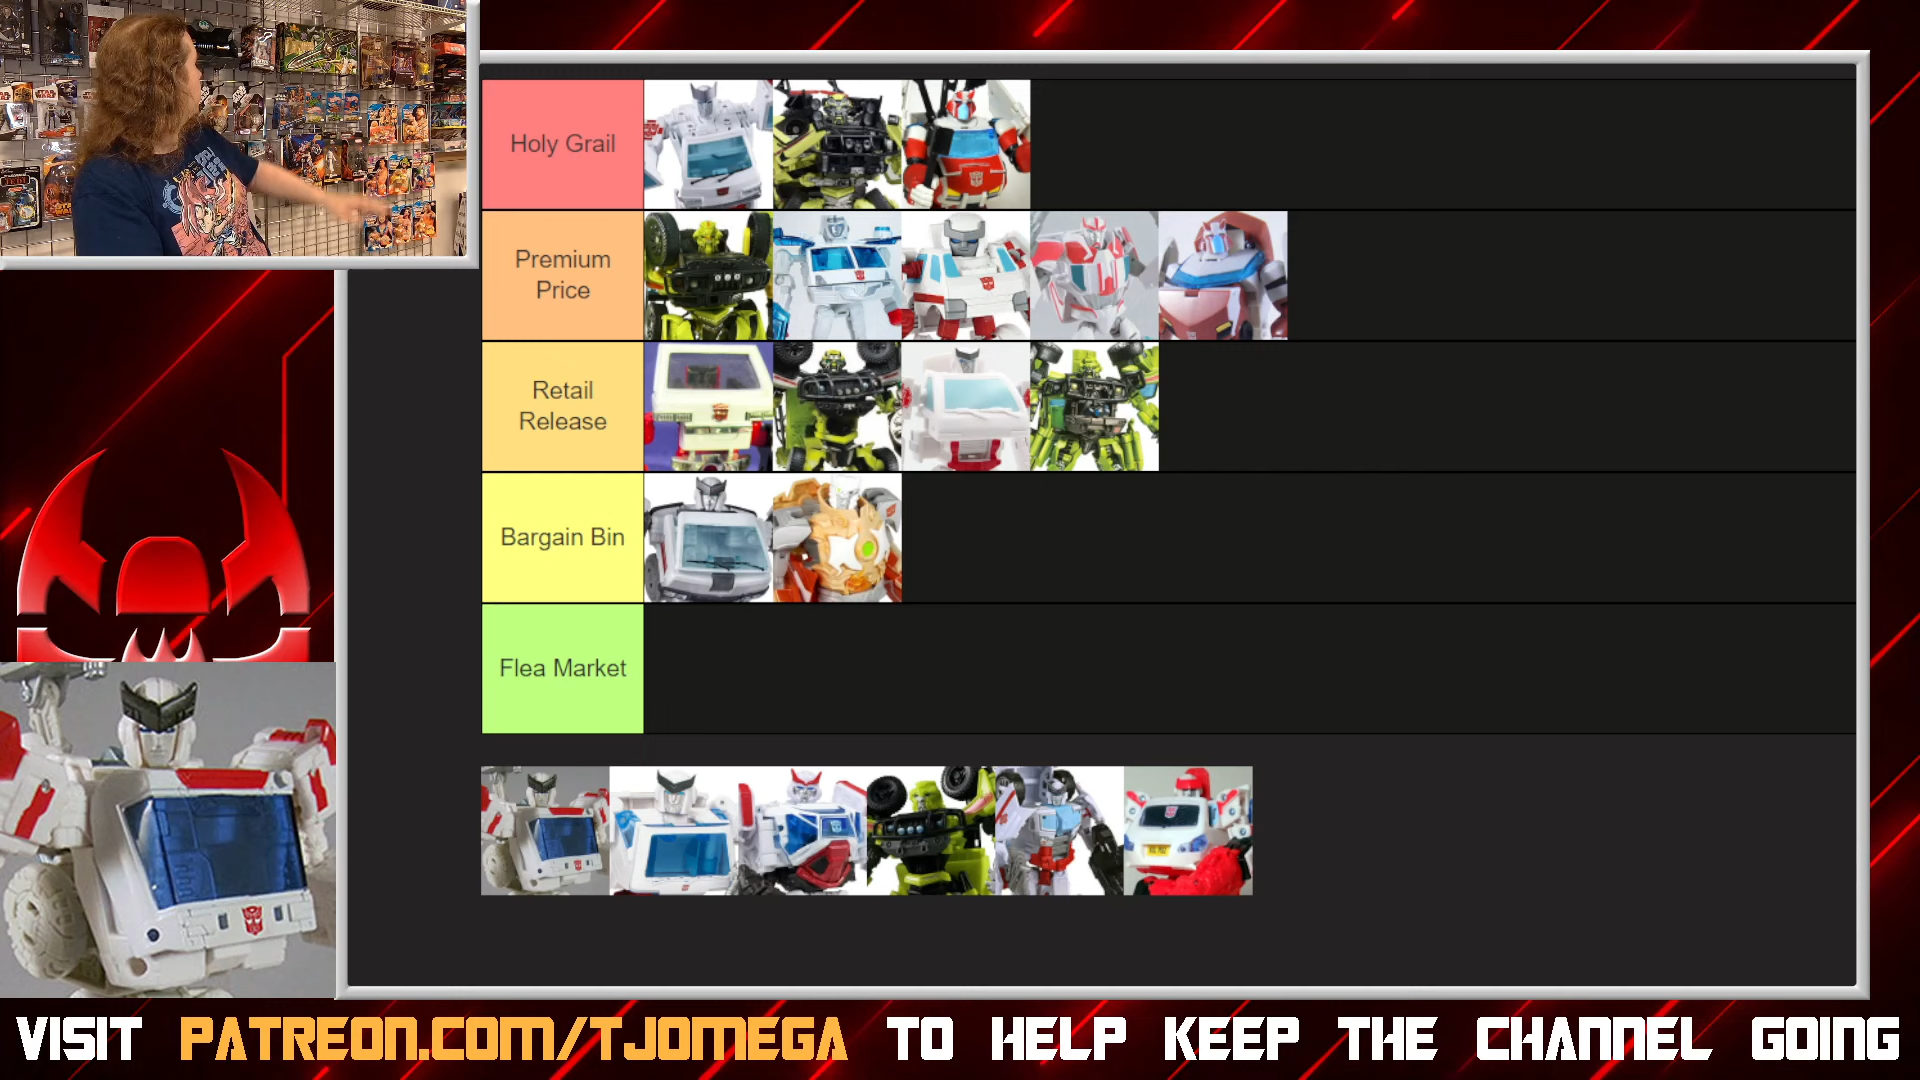 Holy Grail
Premium
Price
Retail
Release
Bargain Bin
Flea Market
VISIT PATREON.COM/TJOMEGA TO HELP KEEP THE CHANNEL GOING